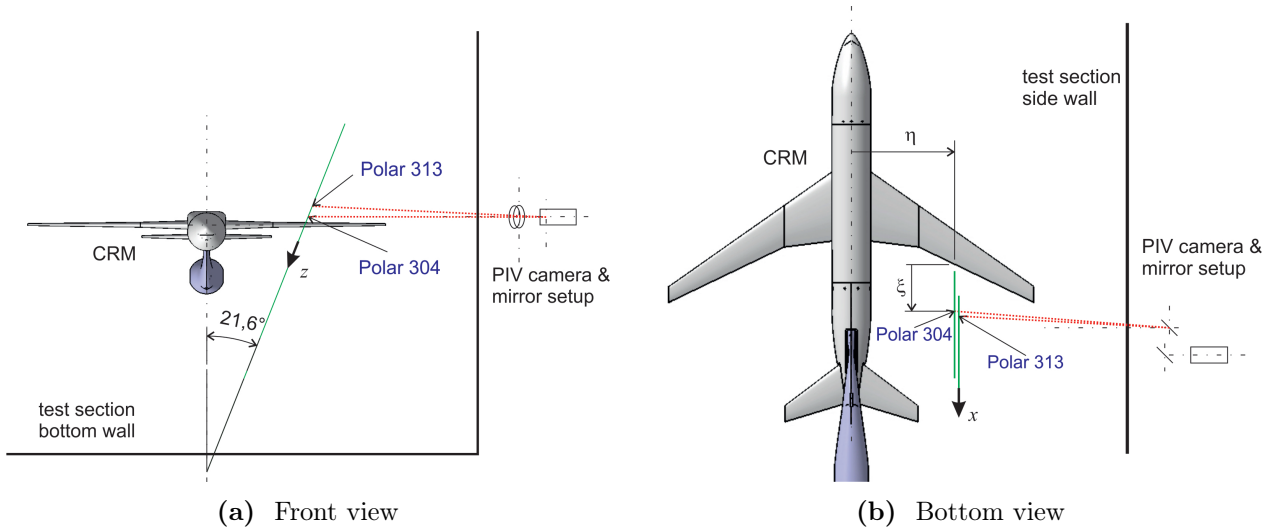 Polar 313
CRM
z
Polar 304
PIV camera &
mirror setup
21,6°
test section
bottom wall
(a) Front view
test section
side wall
η
CRM
ξ
PIV camera &
mirror setup
Polar 304
Polar 313
x
(b) Bottom view